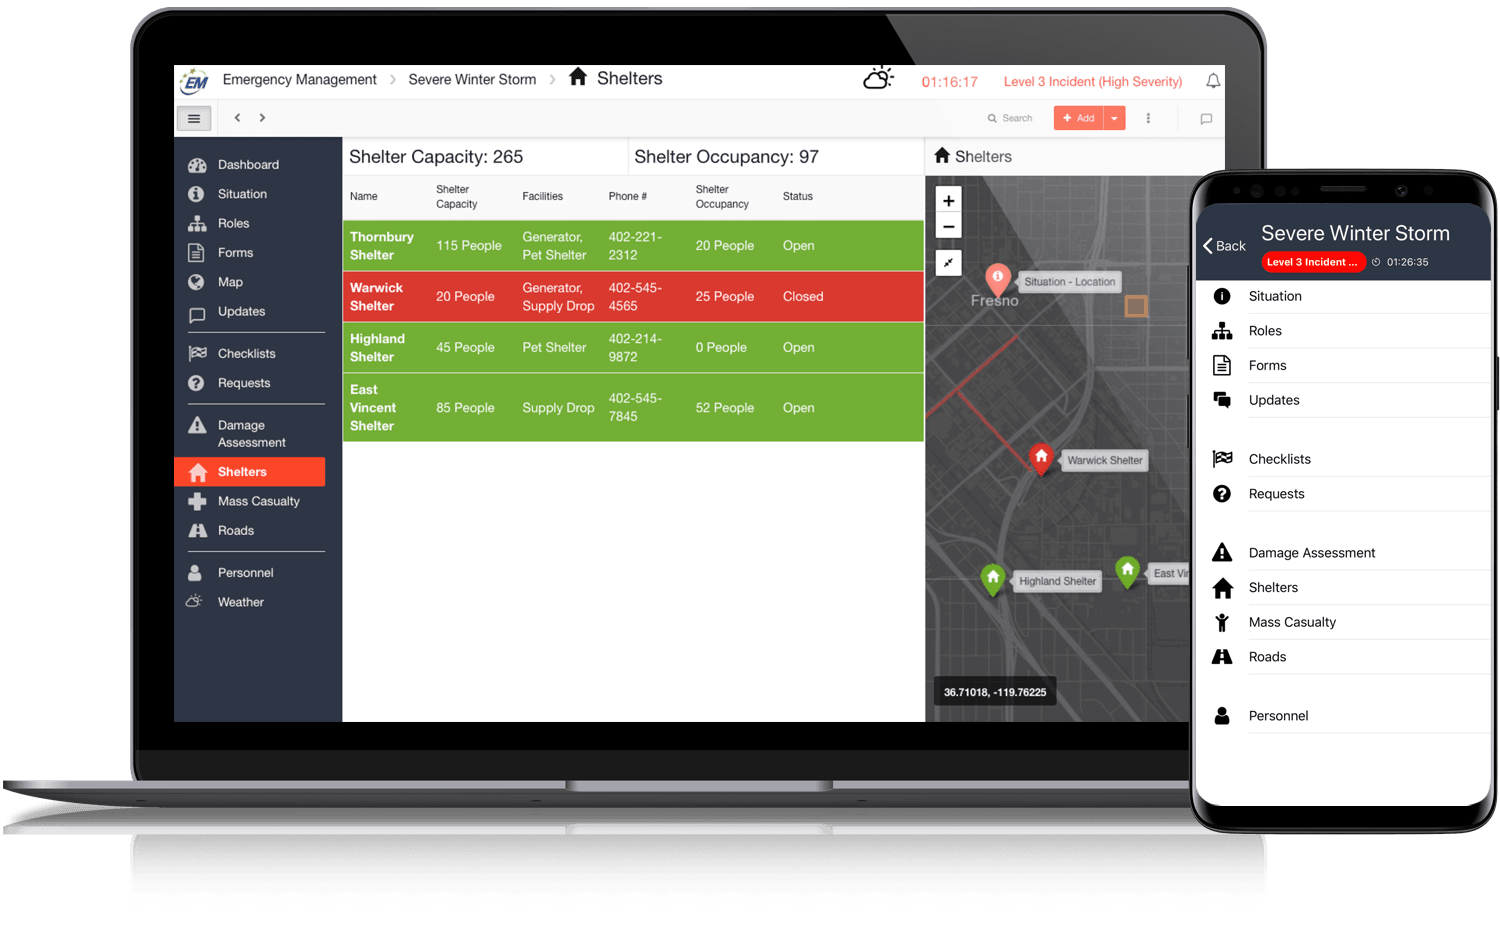 EM Emergency Management > Severe Winter Storm > Shelters 01:16:17 Level 3 Incident (High Severity)
Search + Add
Dashboard
Situation
Roles
Forms
Map
Updates
Checklists
Requests
Damage
Assessment
Shelters
Mass Casualty
Roads
Personnel
Weather
Shelter Capacity: 265 Shelter Occupancy: 97
Name Shelter Capacity Facilities Phone # Shelter Occupancy Status
Thornbury Shelter 115 People Generator, Pet Shelter 402-221-2312 20 People Open
Warwick Shelter 20 People Generator, Supply Drop 402-545-4565 25 People Closed
Highland Shelter 45 People Pet Shelter 402-214-9872 0 People Open
East Vincent Shelter 85 People Supply Drop 402-545-7845 52 People Open
Shelters
+
−
Situation - Location
Fresno
Warwick Shelter
Highland Shelter
East Vi
36.71018, -119.76225
Back Severe Winter Storm
Level 3 Incident ... 01:26:35
Situation
Roles
Forms
Updates
Checklists
Requests
Damage Assessment
Shelters
Mass Casualty
Roads
Personnel